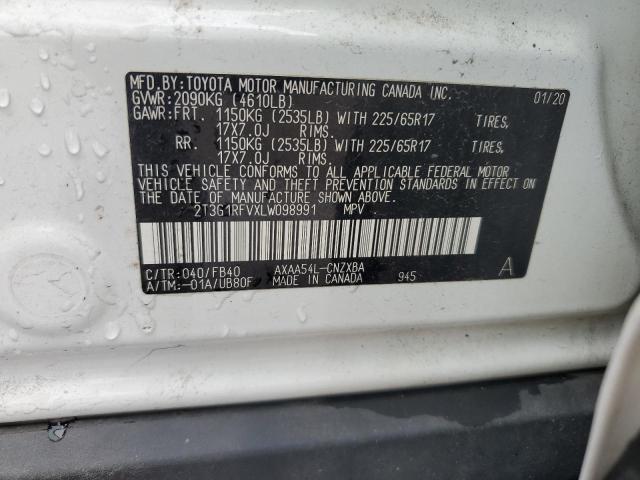 MFD.BY:TOYOTA MOTOR MANUFACTURING CANADA INC. 01/20
GVWR:2090KG (4610LB)
GAWR:FRT. 1150KG (2535LB) WITH 225/65R17 TIRES,
17X7.0J RIMS.
RR. 1150KG (2535LB) WITH 225/65R17 TIRES,
17X7.0J RIMS.
THIS VEHICLE CONFORMS TO ALL APPLICABLE FEDERAL MOTOR
VEHICLE SAFETY AND THEFT PREVENTION STANDARDS IN EFFECT ON
THE DATE OF MANUFACTURE SHOWN ABOVE.
2T3G1RFVXLW098991 MPV
C/TR:040/FB40 AXAA54L-CNZXBA A
A/TM:-01A/UB80F MADE IN CANADA 945